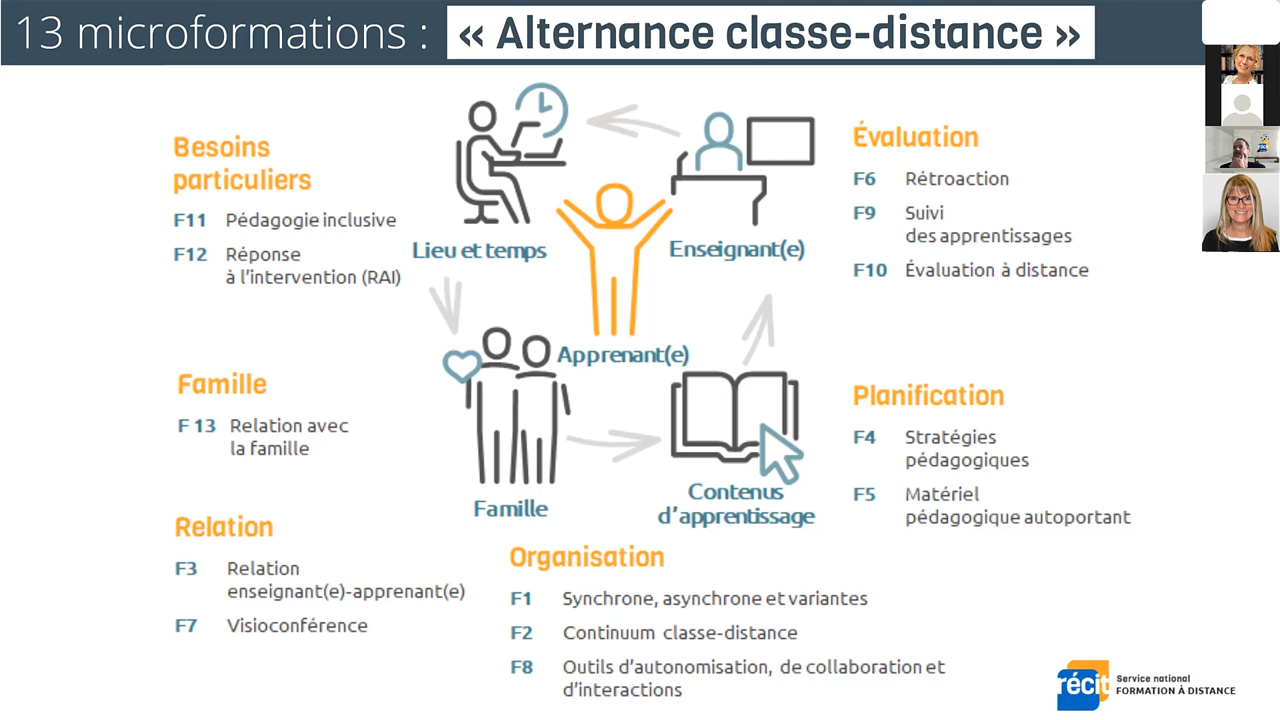 13 microformations : « Alternance classe-distance »
Besoins
particuliers
F11 Pédagogie inclusive
F12 Réponse
à l'intervention (RAI)
Famille
F 13 Relation avec
la famille
Relation
F3 Relation
enseignant(e)-apprenant(e)
F7 Visioconférence
Lieu et temps
Enseignant(e)
Apprenant(e)
Famille
Contenus
d'apprentissage
Organisation
F1 Synchrone, asynchrone et variantes
F2 Continuum classe-distance
F8 Outils d'autonomisation, de collaboration et
d'interactions
Évaluation
F6 Rétroaction
F9 Suivi
des apprentissages
F10 Évaluation à distance
Planification
F4 Stratégies
pédagogiques
F5 Matériel
pédagogique autoportant
récit
Service national
FORMATION À DISTANCE
récit